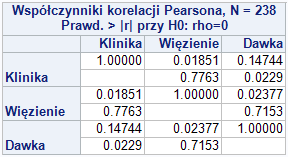 Współczynniki korelacji Pearsona, N = 238
Prawd. > |r| przy H0: rho=0
Klinika Więzienie Dawka
Klinika 1.00000 0.01851 0.14744
0.7763 0.0229
Więzienie 0.01851 1.00000 0.02377
0.7763 0.7153
Dawka 0.14744 0.02377 1.00000
0.0229 0.7153